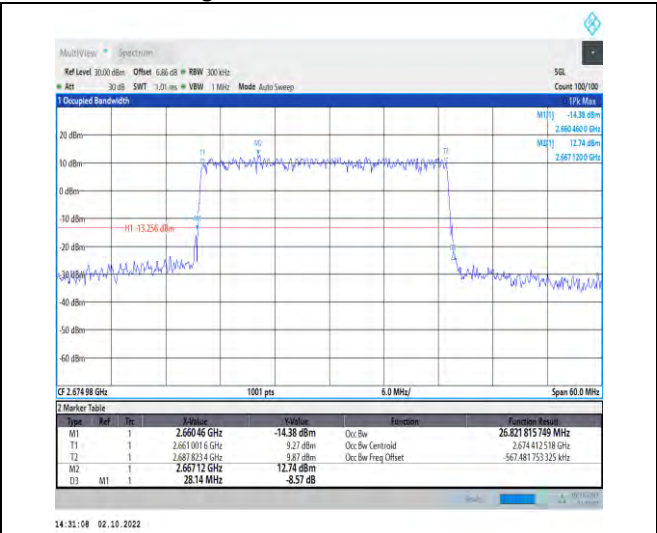 MultiView Spectrum
Ref Level 30.00 dBm Offset 6.86 dB RBW 300 kHz SGL
Att 30 dB SWT 1.01 ms VBW 1 MHz Mode Auto Sweep Count 100/100
1 Occupied Bandwidth 1Pk Max
M1[1] -14.38 dBm
2.660 460 0 GHz
M2[1] 12.74 dBm
2.667 120 0 GHz
20 dBm
T1 M2 T2
10 dBm
0 dBm
-10 dBm
H1 -13.256 dBm
-20 dBm
-30 dBm
-40 dBm
-50 dBm
-60 dBm
CF 2.674 98 GHz 1001 pts 6.0 MHz/ Span 60.0 MHz
2 Marker Table
Type Ref Trc X-Value Y-Value Function Function Result
M1 1 2.660 46 GHz -14.38 dBm Occ Bw 26.821 815 749 MHz
T1 1 2.661 001 6 GHz 9.27 dBm Occ Bw Centroid 2.674 412 518 GHz
T2 1 2.687 823 4 GHz 9.87 dBm Occ Bw Freq Offset -567.481 753 325 kHz
M2 1 2.667 12 GHz 12.74 dBm
D3 M1 1 28.14 MHz -8.57 dB
14:31:08 02.10.2022